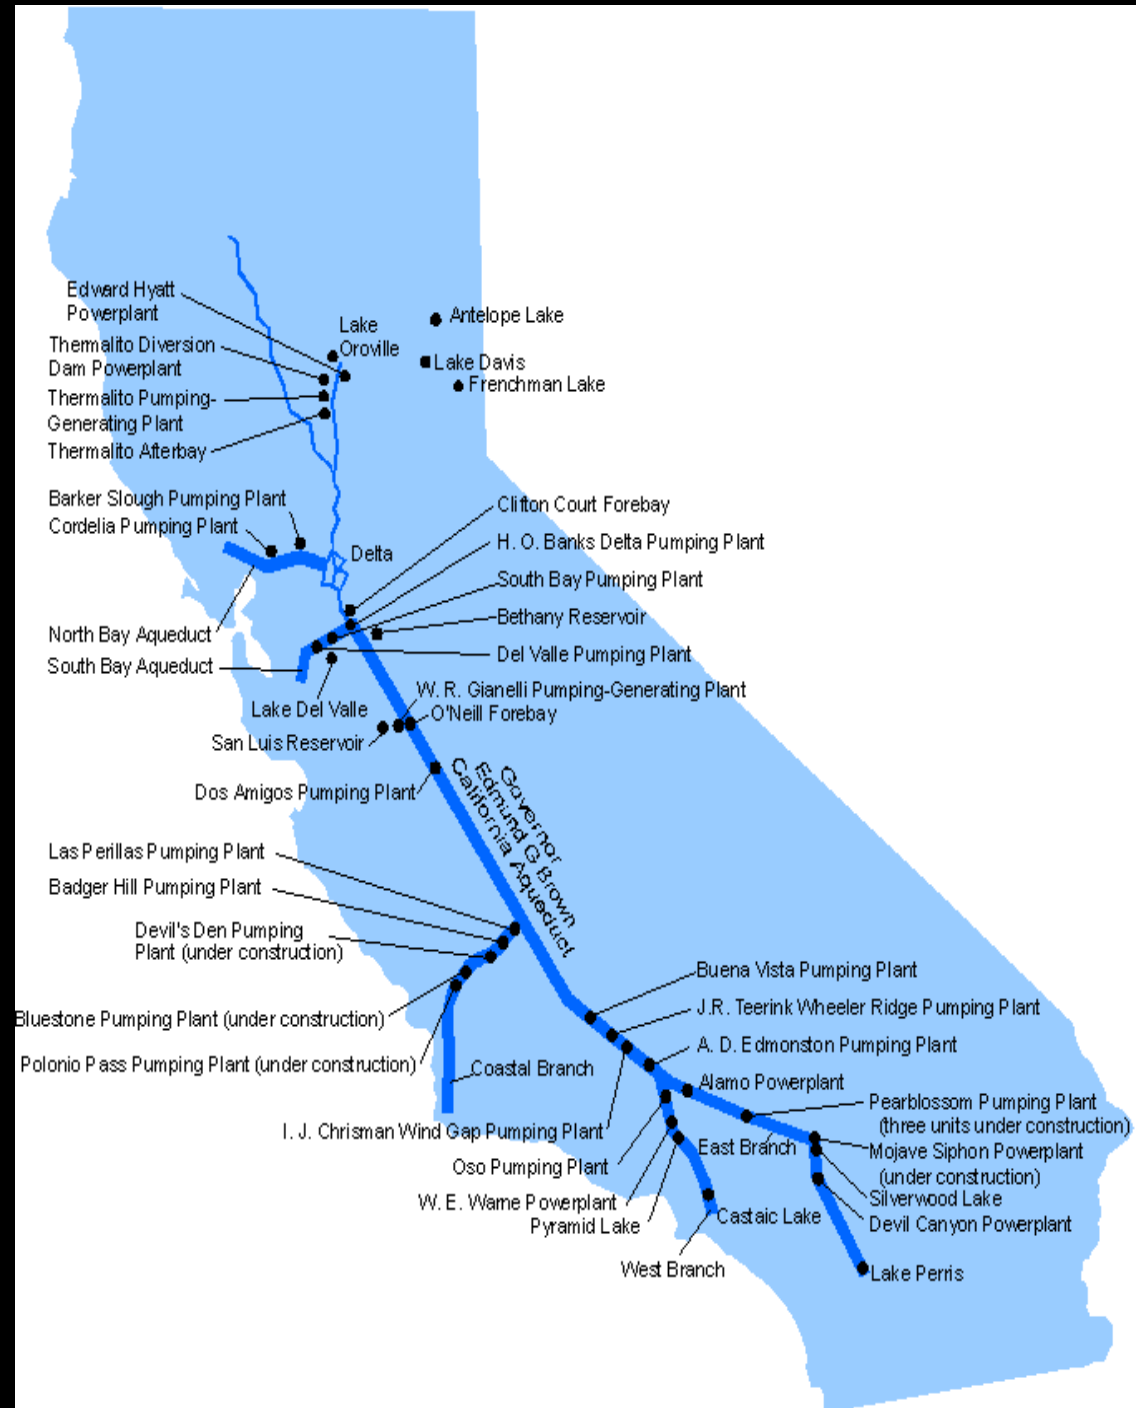 Edward Hyatt
Powerplant
Lake
Oroville
Antelope Lake
Thermalito Diversion
Dam Powerplant
Lake Davis
Frenchman Lake
Thermalito Pumping-
Generating Plant
Thermalito Afterbay
Barker Slough Pumping Plant
Cordelia Pumping Plant
Clifton Court Forebay
H. O. Banks Delta Pumping Plant
Delta
South Bay Pumping Plant
Bethany Reservoir
North Bay Aqueduct
South Bay Aqueduct
Del Valle Pumping Plant
W. R. Gianelli Pumping-Generating Plant
Lake Del Valle
O'Neill Forebay
San Luis Reservoir
Dos Amigos Pumping Plant
Governor
Edmund G Brown
California Aqueduct
Las Perillas Pumping Plant
Badger Hill Pumping Plant
Devil's Den Pumping
Plant (under construction)
Buena Vista Pumping Plant
J.R. Teerink Wheeler Ridge Pumping Plant
Bluestone Pumping Plant (under construction)
A. D. Edmonston Pumping Plant
Polonio Pass Pumping Plant (under construction)
Coastal Branch
Alamo Powerplant
Pearblossom Pumping Plant
(three units under construction)
I. J. Chrisman Wind Gap Pumping Plant
East Branch
Mojave Siphon Powerplant
(under construction)
Oso Pumping Plant
Silverwood Lake
W. E. Warne Powerplant
Pyramid Lake
Castaic Lake
Devil Canyon Powerplant
West Branch
Lake Perris